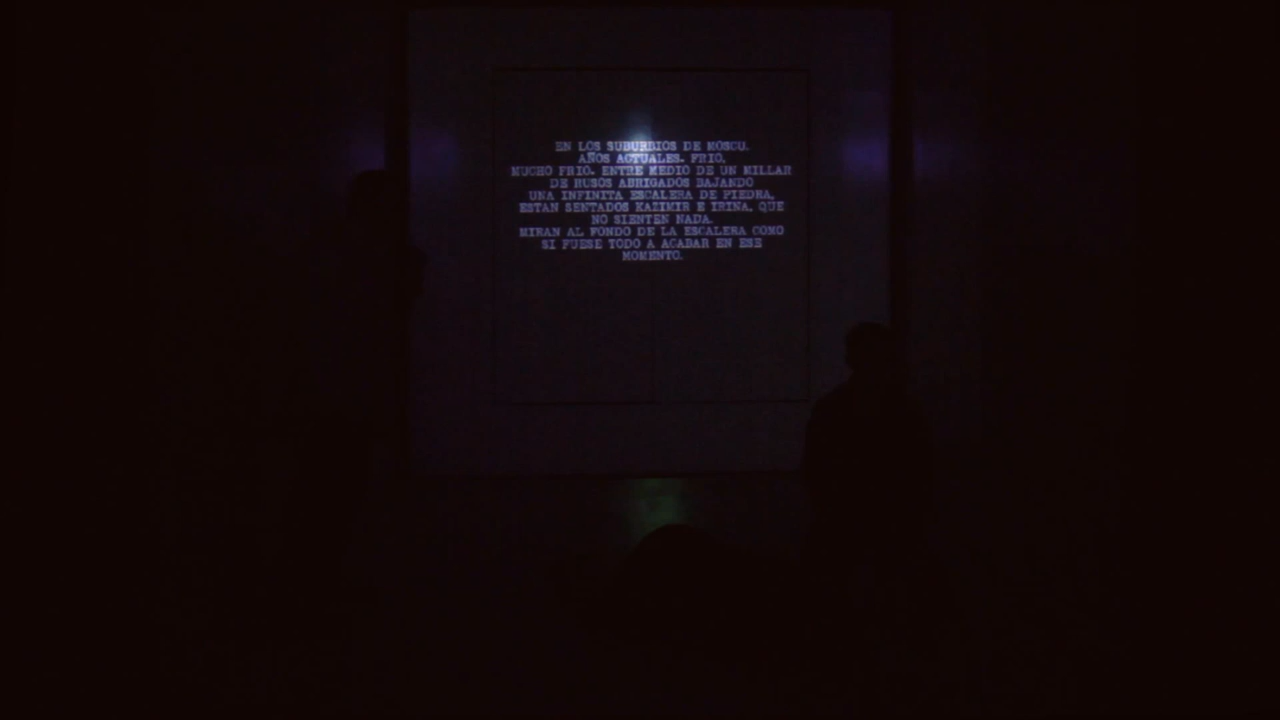 EN LOS SUBURBIOS DE MOSCU.
AÑOS ACTUALES. FRIO,
MUCHO FRIO. ENTRE MEDIO DE UN MILLAR
DE RUSOS ABRIGADOS BAJANDO
UNA INFINITA ESCALERA DE PIEDRA,
ESTAN SENTADOS KAZIMIR E IRINA, QUE
NO SIENTEN NADA.
MIRAN AL FONDO DE LA ESCALERA COMO
SI FUESE TODO A ACABAR EN ESE
MOMENTO.